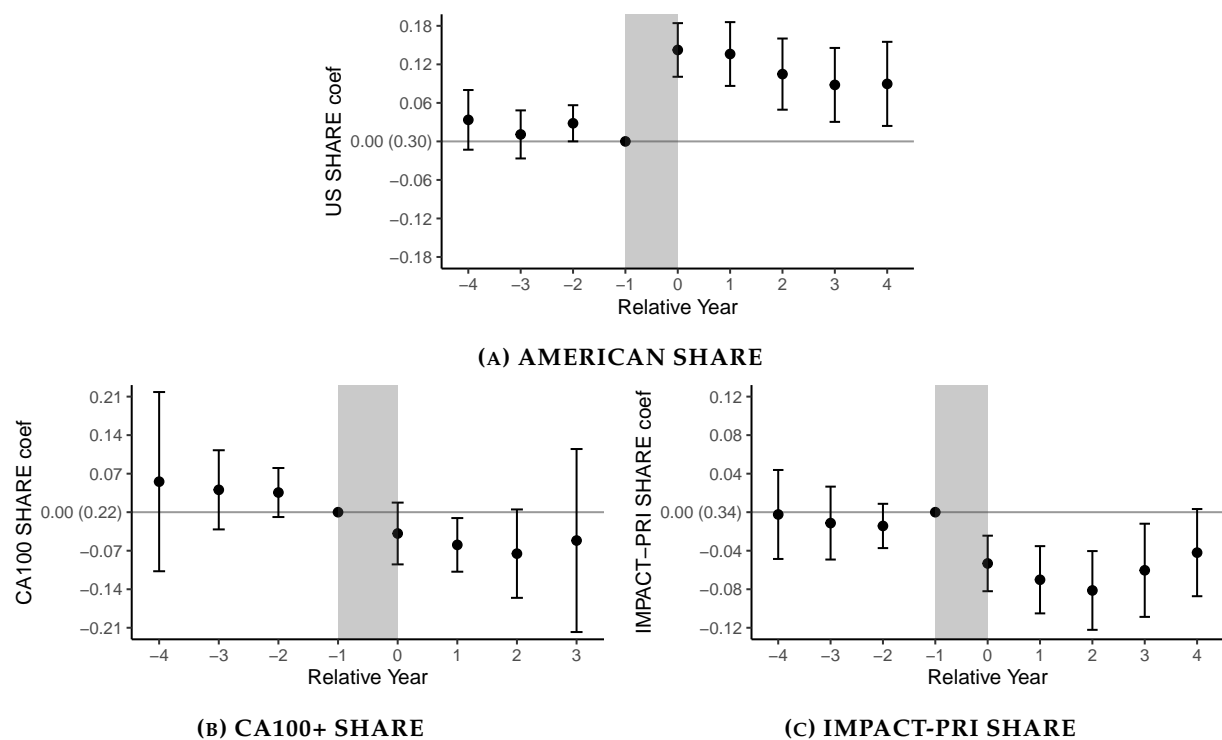 US SHARE coef
0.18
0.12
0.06
0.00 (0.30)
−0.06
−0.12
−0.18
−4 −3 −2 −1 0 1 2 3 4
Relative Year
(A) AMERICAN SHARE
CA100 SHARE coef
0.21
0.14
0.07
0.00 (0.22)
−0.07
−0.14
−0.21
−4 −3 −2 −1 0 1 2 3
Relative Year
(B) CA100+ SHARE
IMPACT−PRI SHARE coef
0.12
0.08
0.04
0.00 (0.34)
−0.04
−0.08
−0.12
−4 −3 −2 −1 0 1 2 3 4
Relative Year
(C) IMPACT-PRI SHARE